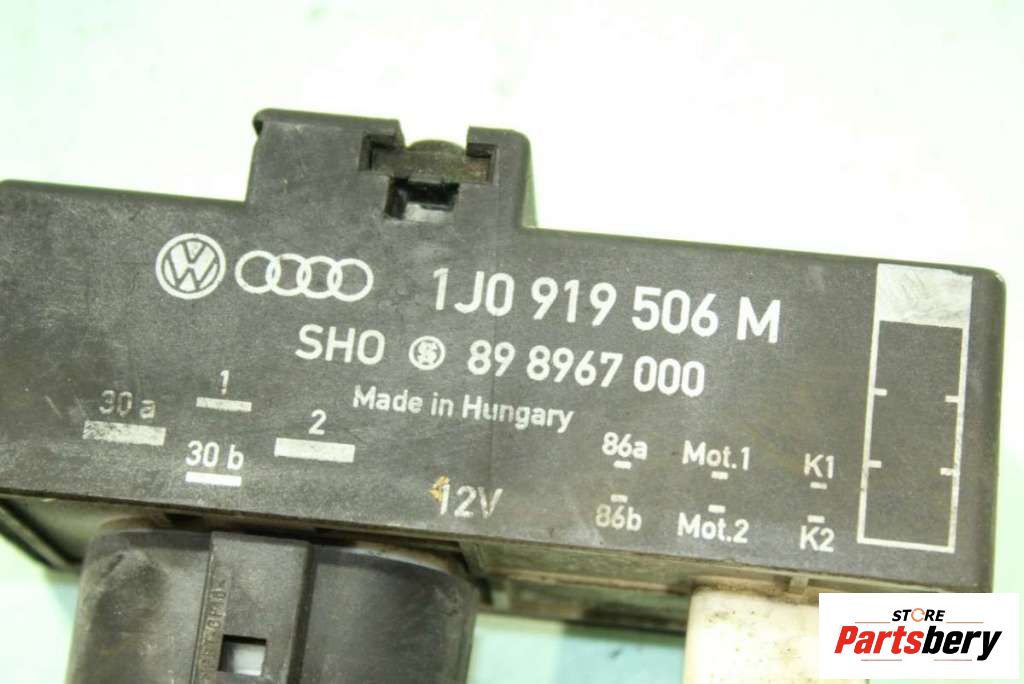 1J0 919 506 M
SHO 89 8967 000
Made in Hungary
30 a 1 2
30 b
12V
86a Mot.1 K1
86b Mot.2 K2
STORE
Partsbery